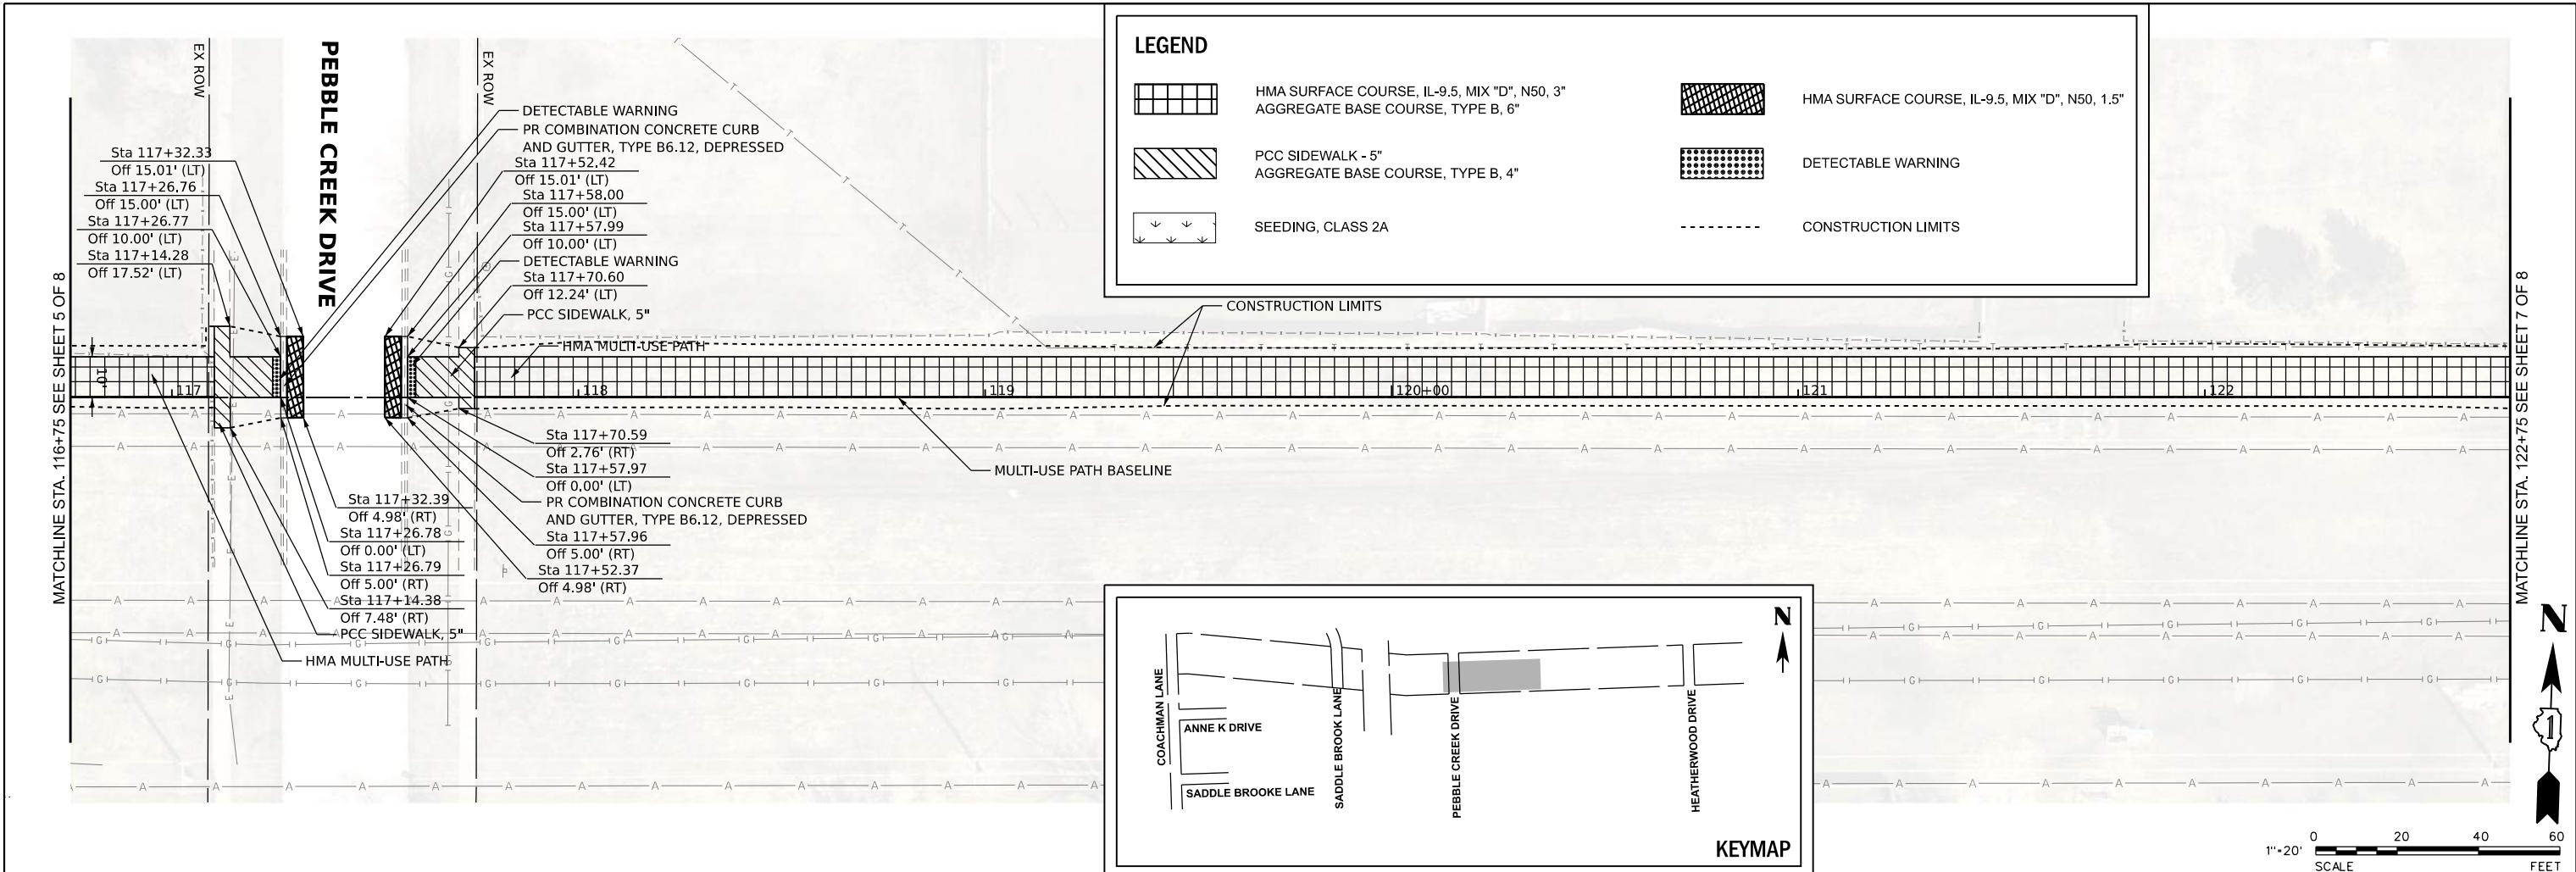 LEGEND
HMA SURFACE COURSE, IL-9.5, MIX "D", N50, 3"
AGGREGATE BASE COURSE, TYPE B, 6"
HMA SURFACE COURSE, IL-9.5, MIX "D", N50, 1.5"
PCC SIDEWALK - 5"
AGGREGATE BASE COURSE, TYPE B, 4"
DETECTABLE WARNING
SEEDING, CLASS 2A
CONSTRUCTION LIMITS
EX ROW
PEBBLE CREEK DRIVE
EX ROW
Sta 117+32.33
Off 15.01' (LT)
Sta 117+26.76
Off 15.00' (LT)
Sta 117+26.77
Off 10.00' (LT)
Sta 117+14.28
Off 17.52' (LT)
DETECTABLE WARNING
PR COMBINATION CONCRETE CURB
AND GUTTER, TYPE B6.12, DEPRESSED
Sta 117+52.42
Off 15.01' (LT)
Sta 117+58.00
Off 15.00' (LT)
Sta 117+57.99
Off 10.00' (LT)
DETECTABLE WARNING
Sta 117+70.60
Off 12.24' (LT)
PCC SIDEWALK, 5"
HMA MULTI-USE PATH
CONSTRUCTION LIMITS
MATCHLINE STA. 116+75 SEE SHEET 5 OF 8
10'
117
118
119
120+00
121
122
MATCHLINE STA. 122+75 SEE SHEET 7 OF 8
Sta 117+70.59
Off 2.76' (RT)
Sta 117+57.97
Off 0.00' (LT)
PR COMBINATION CONCRETE CURB
AND GUTTER, TYPE B6.12, DEPRESSED
Sta 117+57.96
Off 5.00' (RT)
Sta 117+52.37
Off 4.98' (RT)
MULTI-USE PATH BASELINE
Sta 117+32.39
Off 4.98' (RT)
Sta 117+26.78
Off 0.00' (LT)
Sta 117+26.79
Off 5.00' (RT)
Sta 117+14.38
Off 7.48' (RT)
PCC SIDEWALK, 5"
HMA MULTI-USE PATH
N
COACHMAN LANE
ANNE K DRIVE
SADDLE BROOKE LANE
SADDLE BROOK LANE
PEBBLE CREEK DRIVE
HEATHERWOOD DRIVE
KEYMAP
N
1
0 20 40 60
1"=20'
SCALE FEET